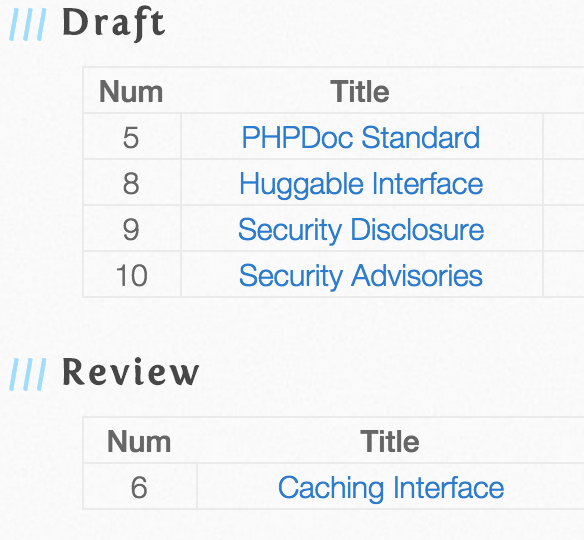 /// Draft
Num Title
5 PHPDoc Standard
8 Huggable Interface
9 Security Disclosure
10 Security Advisories
/// Review
Num Title
6 Caching Interface